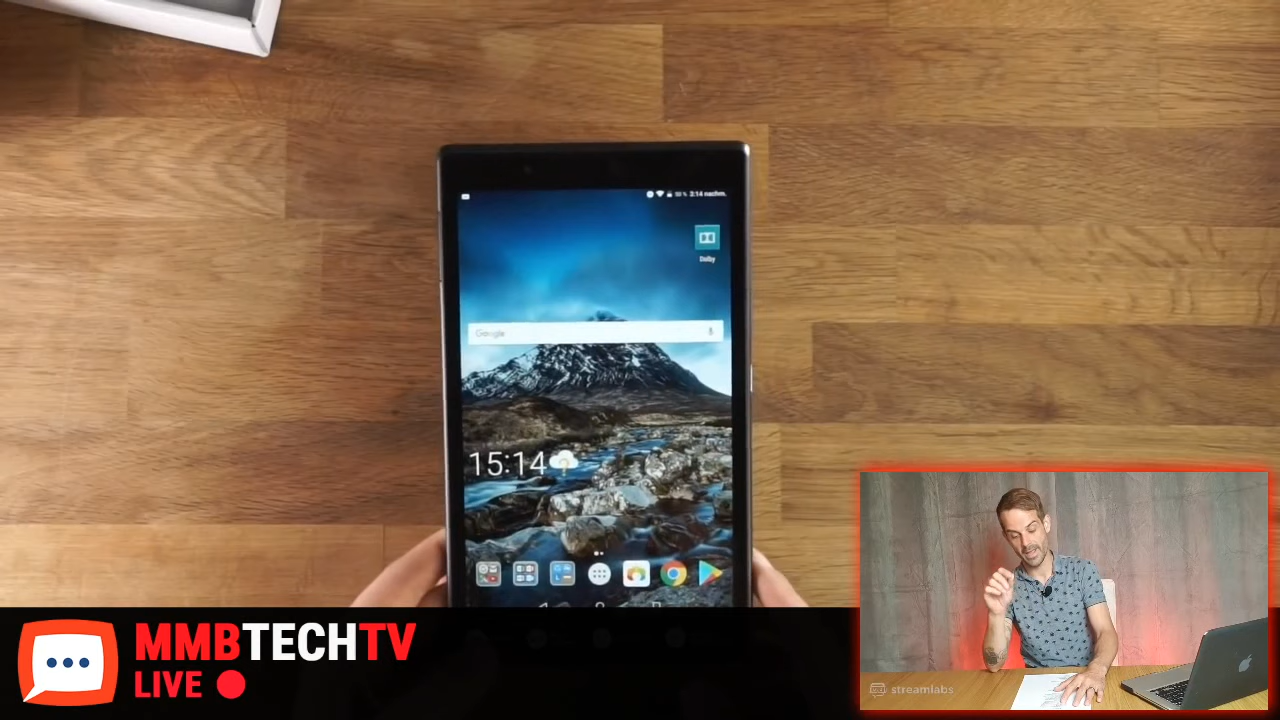 2:14 nachm.
Dolby
Google
15:14
MMBTECHTV
LIVE
streamlabs